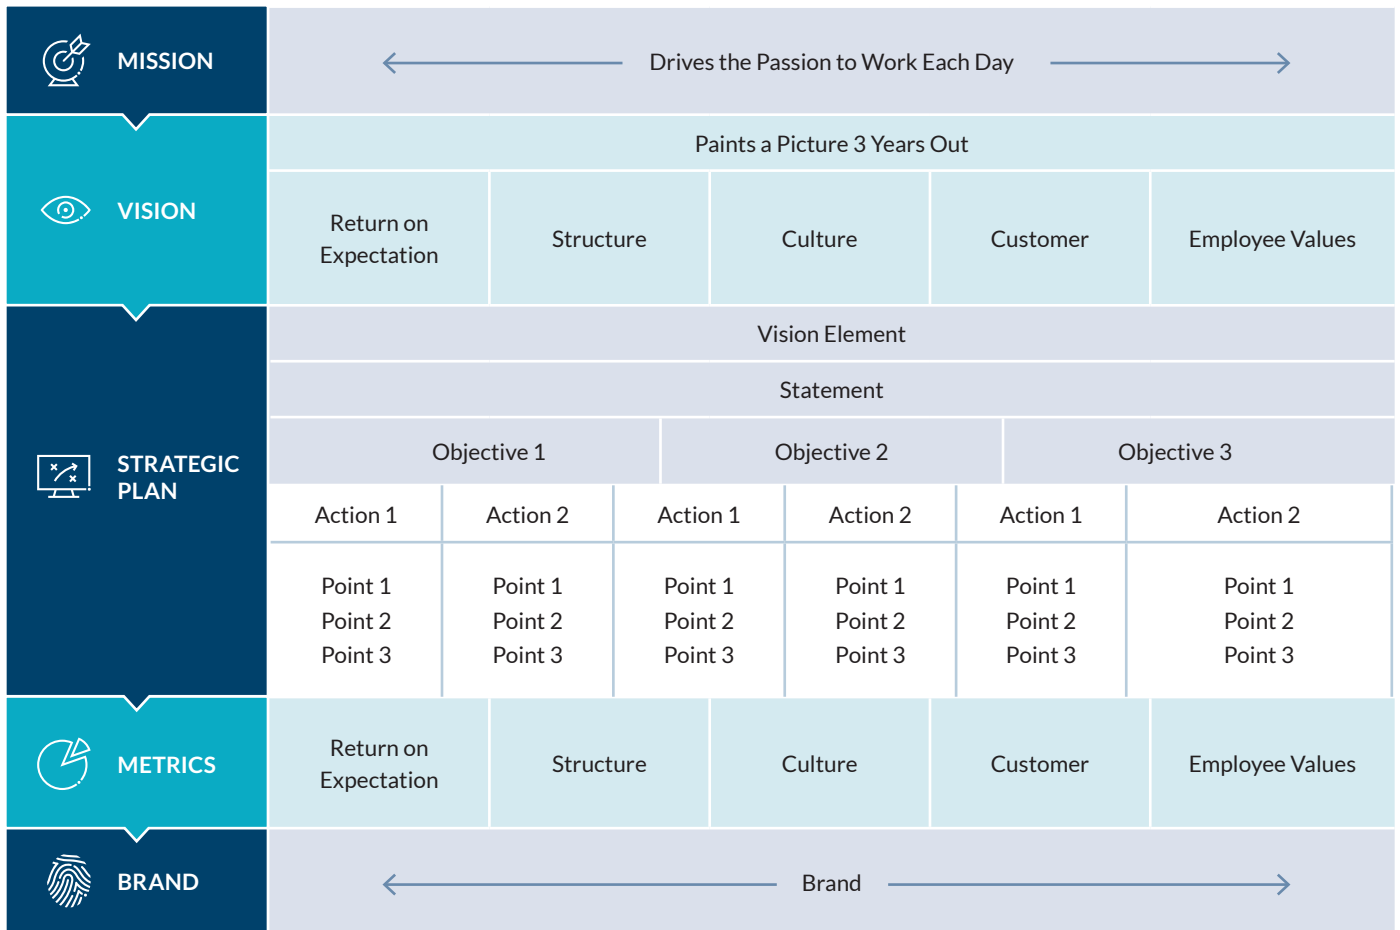 MISSION
Drives the Passion to Work Each Day
VISION
Paints a Picture 3 Years Out
Return on
Expectation
Structure
Culture
Customer
Employee Values
STRATEGIC
PLAN
Vision Element
Statement
Objective 1
Objective 2
Objective 3
Action 1
Action 2
Action 1
Action 2
Action 1
Action 2
Point 1
Point 2
Point 3
Point 1
Point 2
Point 3
Point 1
Point 2
Point 3
Point 1
Point 2
Point 3
Point 1
Point 2
Point 3
Point 1
Point 2
Point 3
METRICS
Return on
Expectation
Structure
Culture
Customer
Employee Values
BRAND
Brand